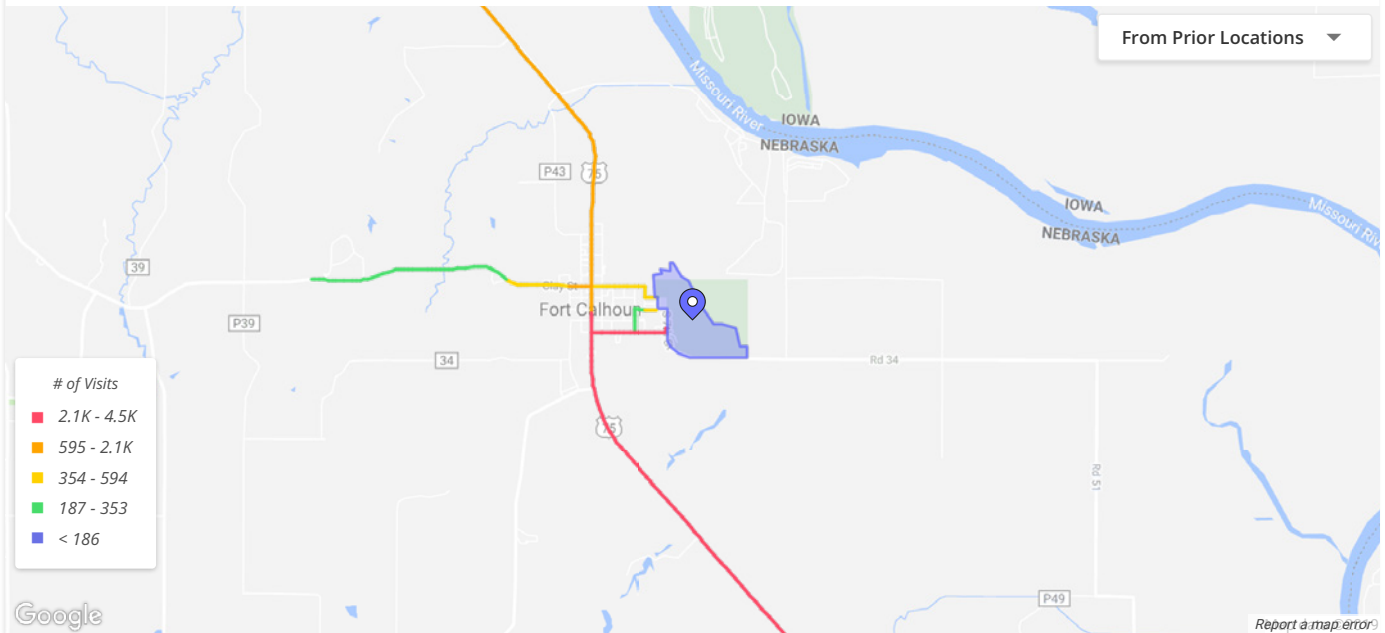 From Prior Locations
Missouri River
IOWA
NEBRASKA
P43
75
IOWA
NEBRASKA
39
Clay St
Fort Calhoun
P39
34
Rd 34
75
Rd 51
P49
# of Visits
2.1K - 4.5K
595 - 2.1K
354 - 594
187 - 353
< 186
Google
Report a map error